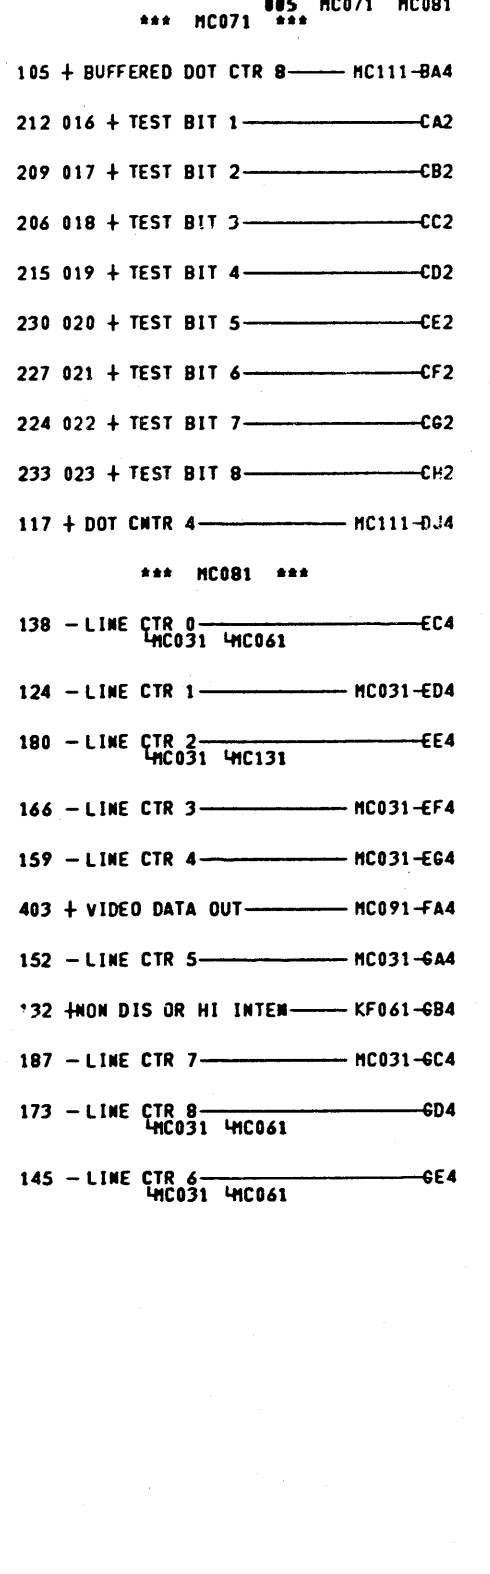 MC071 MC081
*** MC071 ***
105 + BUFFERED DOT CTR 8 MC111 BA4
212 016 + TEST BIT 1 CA2
209 017 + TEST BIT 2 CB2
206 018 + TEST BIT 3 CC2
215 019 + TEST BIT 4 CD2
230 020 + TEST BIT 5 CE2
227 021 + TEST BIT 6 CF2
224 022 + TEST BIT 7 CG2
233 023 + TEST BIT 8 CH2
117 + DOT CNTR 4 MC111 DJ4
*** MC081 ***
138 - LINE CTR 0 EC4
MC031 MC061
124 - LINE CTR 1 MC031 ED4
180 - LINE CTR 2 EE4
MC031 MC131
166 - LINE CTR 3 MC031 EF4
159 - LINE CTR 4 MC031 EG4
403 + VIDEO DATA OUT MC091 FA4
152 - LINE CTR 5 MC031 GA4
+NON DIS OR HI INTEN KF061 GB4
187 - LINE CTR 7 MC031 GC4
173 - LINE CTR 8 GD4
MC031 MC061
145 - LINE CTR 6 GE4
MC031 MC061